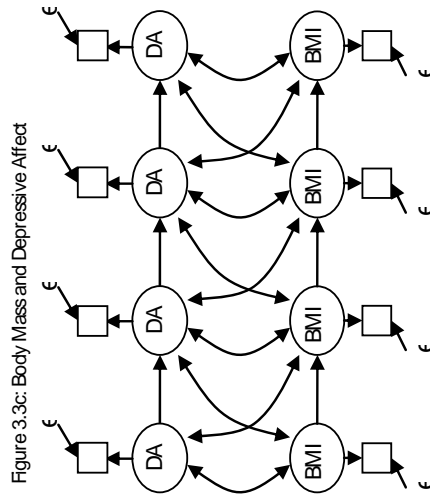 Figure 3.3c: Body Mass and Depressive Affect
ϵ BMI DA ϵ
ϵ BMI DA ϵ
ϵ BMI DA ϵ
ϵ BMI DA ϵ